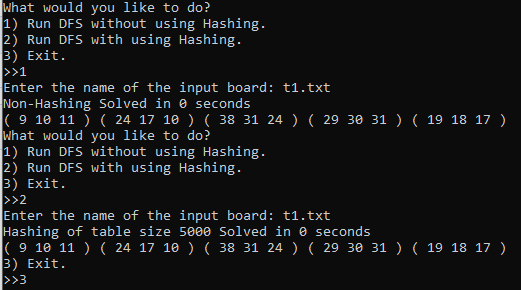 What would you like to do?
1) Run DFS without using Hashing.
2) Run DFS with using Hashing.
3) Exit.
>>1
Enter the name of the input board: t1.txt
Non-Hashing Solved in 0 seconds
( 9 10 11 ) ( 24 17 10 ) ( 38 31 24 ) ( 29 30 31 ) ( 19 18 17 )
What would you like to do?
1) Run DFS without using Hashing.
2) Run DFS with using Hashing.
3) Exit.
>>2
Enter the name of the input board: t1.txt
Hashing of table size 5000 Solved in 0 seconds
( 9 10 11 ) ( 24 17 10 ) ( 38 31 24 ) ( 29 30 31 ) ( 19 18 17 )
3) Exit.
>>3